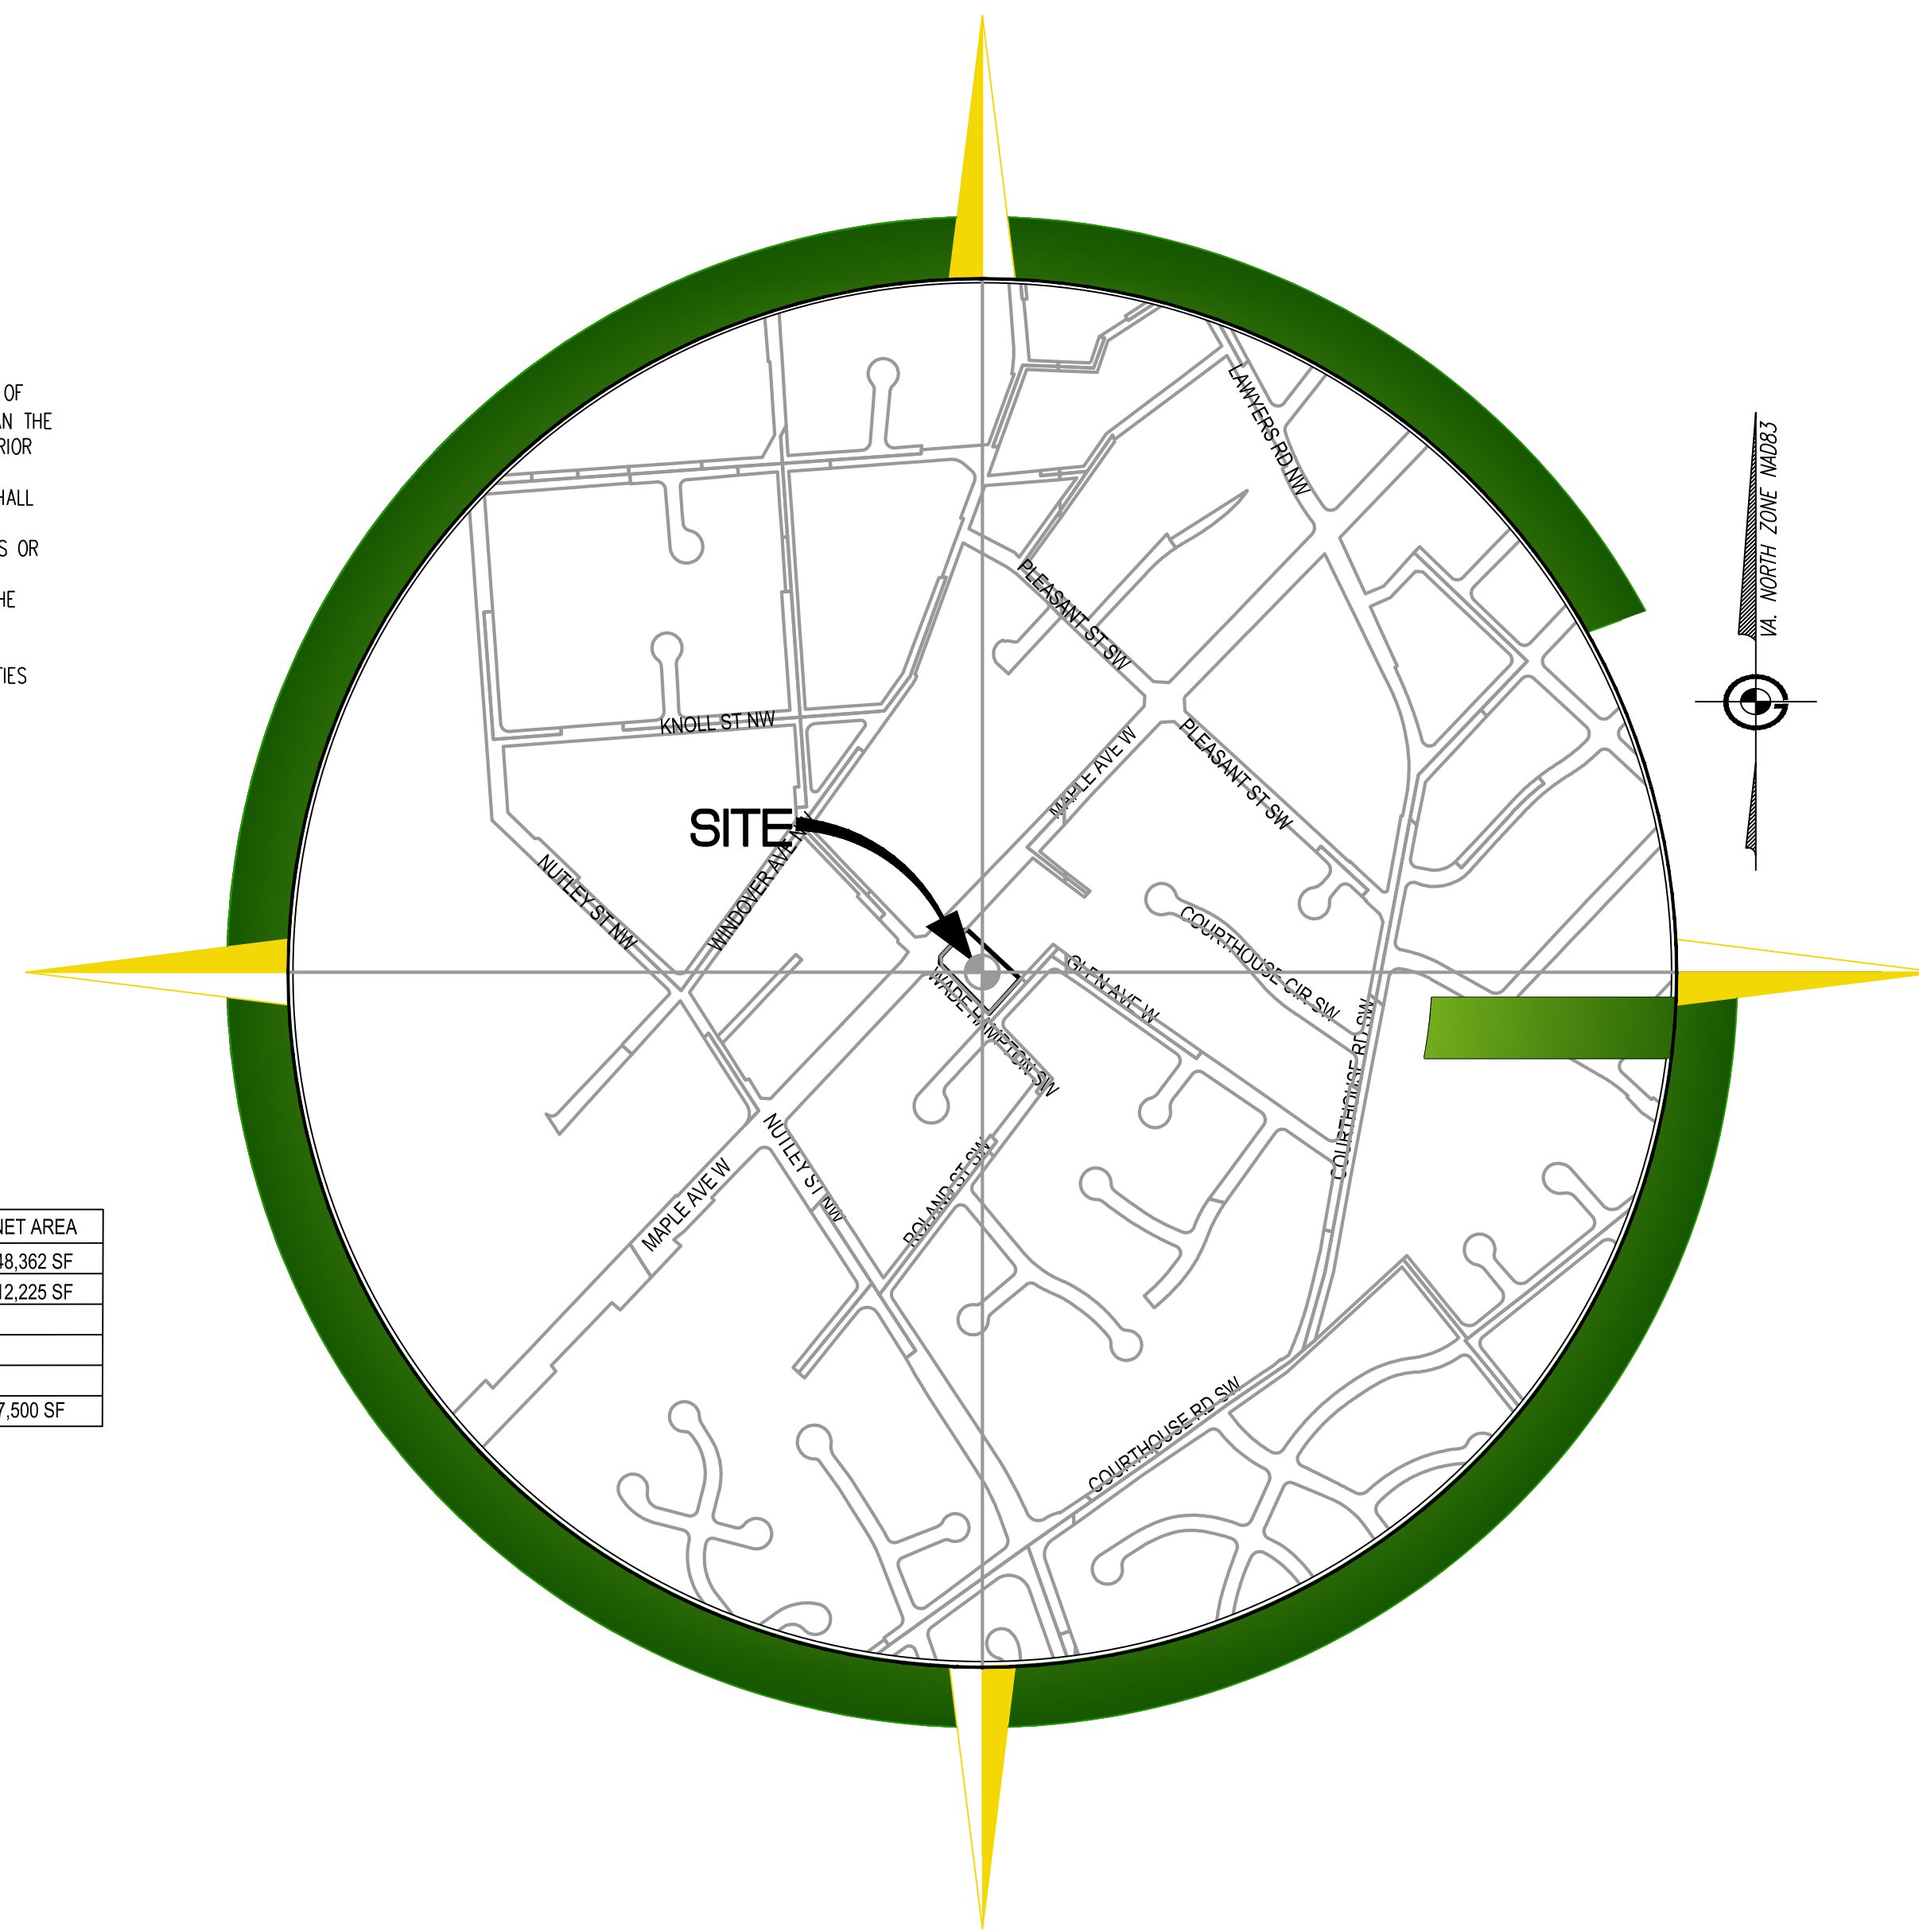 OF
AN THE
RIOR
HALL
S OR
HE
TIES
NET AREA
48,362 SF
12,225 SF
7,500 SF
LAWYERS RD NW
PLEASANT ST SW
KNOLL ST NW
MAPLE AVE W
PLEASANT ST SW
SITE
WINDOVER AVE NW
NUTLEY ST NW
COURTHOUSE CIR SW
GLEN AVE W
WADE HAMPTON SW
COURTHOUSE RD SW
NUTLEY ST NW
ROLAND ST SW
MAPLE AVE W
COURTHOUSE RD SW
VA. NORTH ZONE NAD83